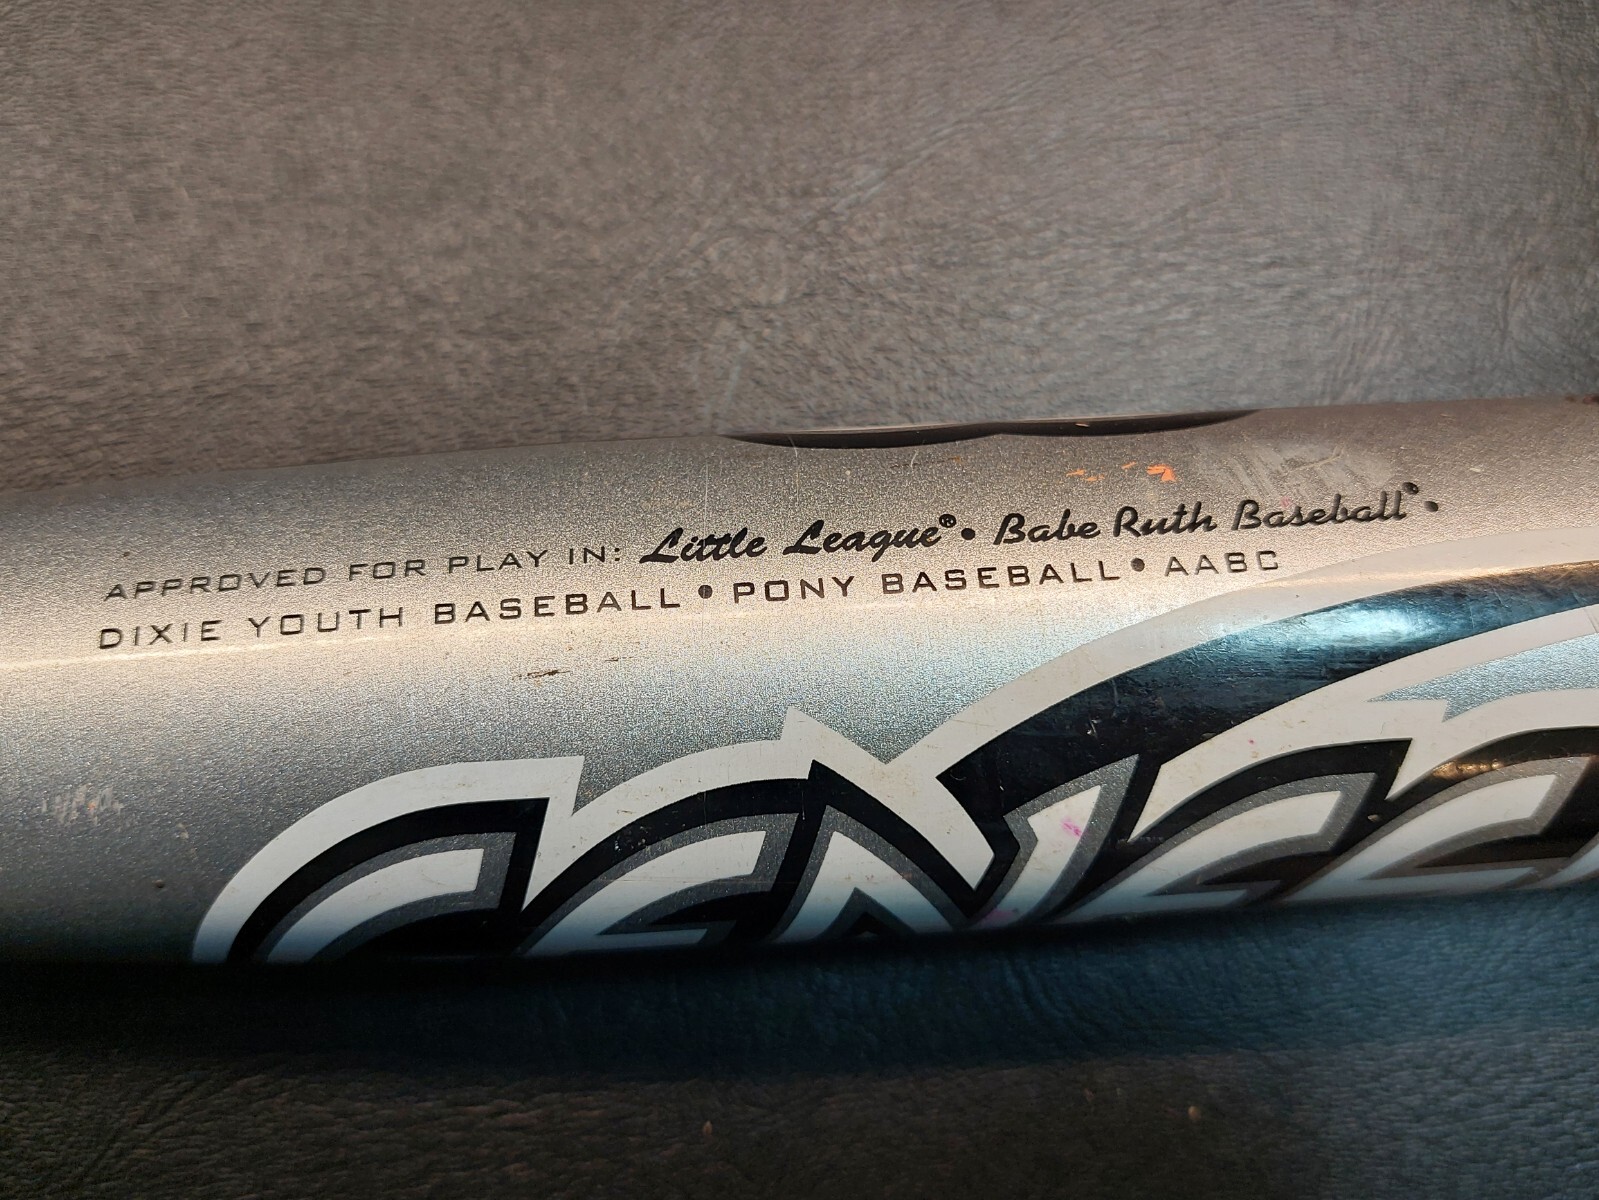 APPROVED FOR PLAY IN: Little League® • Babe Ruth Baseball® •
DIXIE YOUTH BASEBALL • PONY BASEBALL • AABC